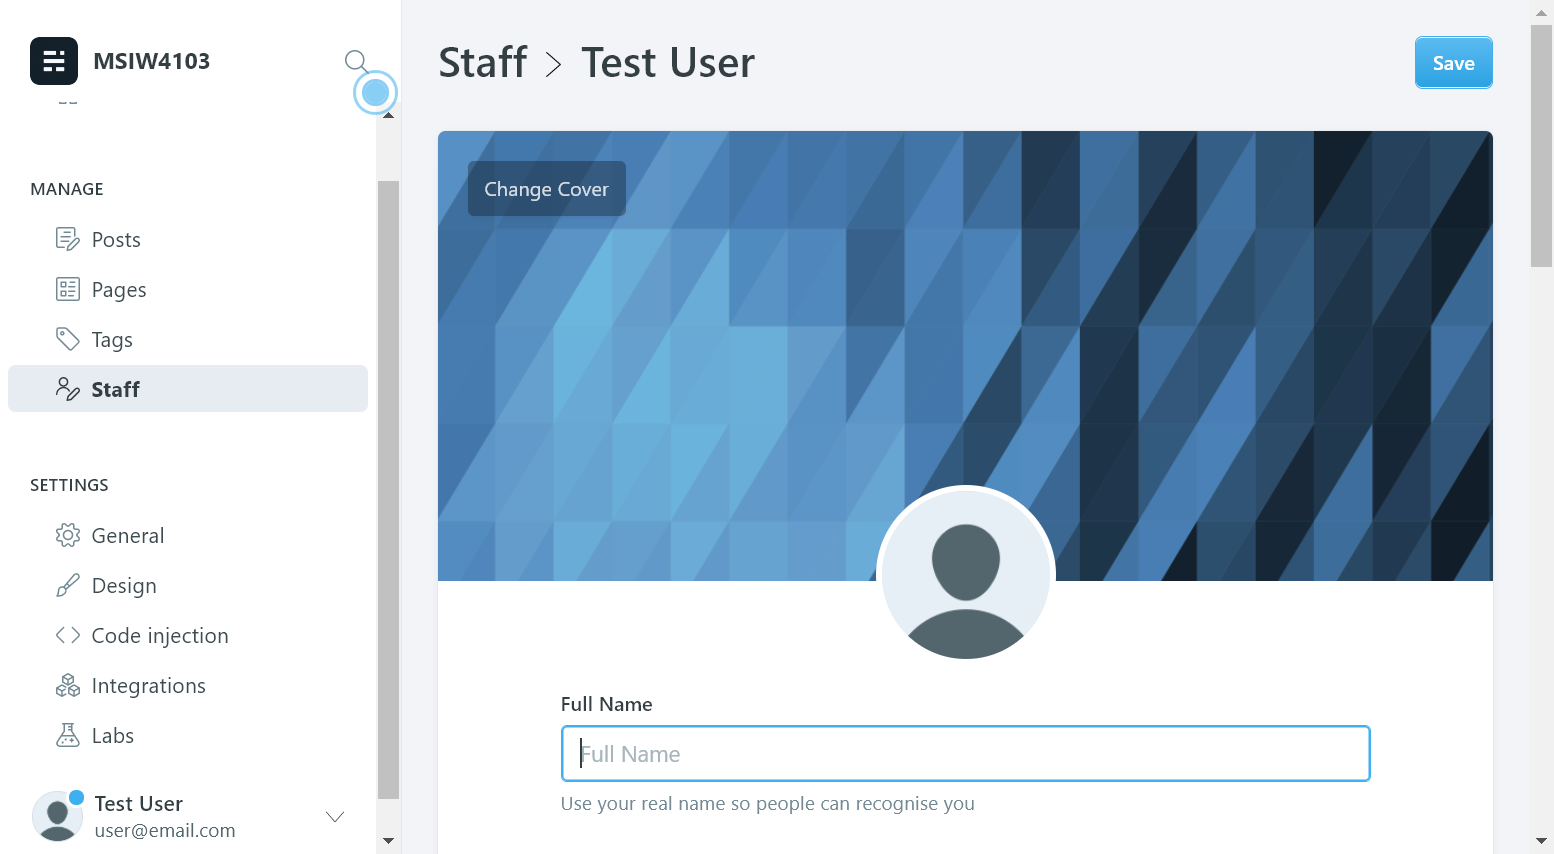 MSIW4103
MANAGE
Posts
Pages
Tags
Staff
SETTINGS
General
Design
Code injection
Integrations
Labs
Test User
user@email.com
Staff > Test User
Save
Change Cover
Full Name
Full Name
Use your real name so people can recognise you